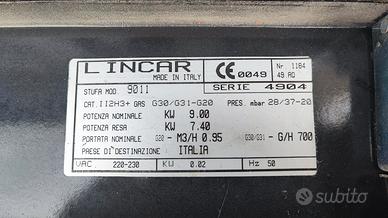 LINCAR
MADE IN ITALY
CE 0049
Nr 1184
49 AQ
STUFA MOD. 9011
SERIE 4904
CAT. II2H3+ GAS G30/G31-G20 PRES. mbar 28/37-20
POTENZA NOMINALE KW 9.00
POTENZA RESA KW 7.40
PORTATA NOMINALE G20 - M3/H 0.95 G30/G31 - G/H 700
PAESE DI DESTINAZIONE ITALIA
VAC 220-230 KW 0.02 Hz 50
subito